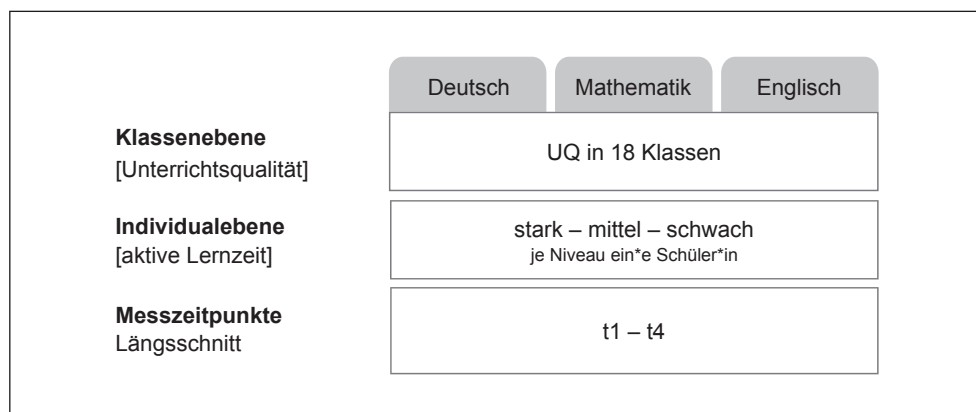 Deutsch Mathematik Englisch
Klassenebene
[Unterrichtsqualität]
UQ in 18 Klassen
Individualebene
[aktive Lernzeit]
stark – mittel – schwach
je Niveau ein*e Schüler*in
Messzeitpunkte
Längsschnitt
t1 – t4